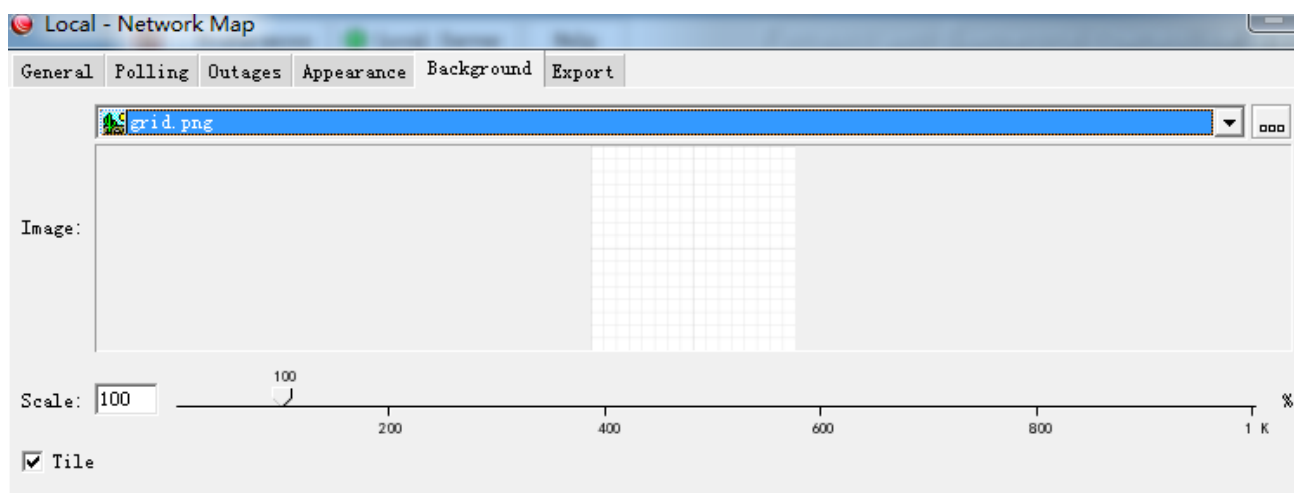 Local - Network Map
General Polling Outages Appearance Background Export
grid.png
Image:
100
Scale: 100 %
200 400 600 800 1 K
Tile